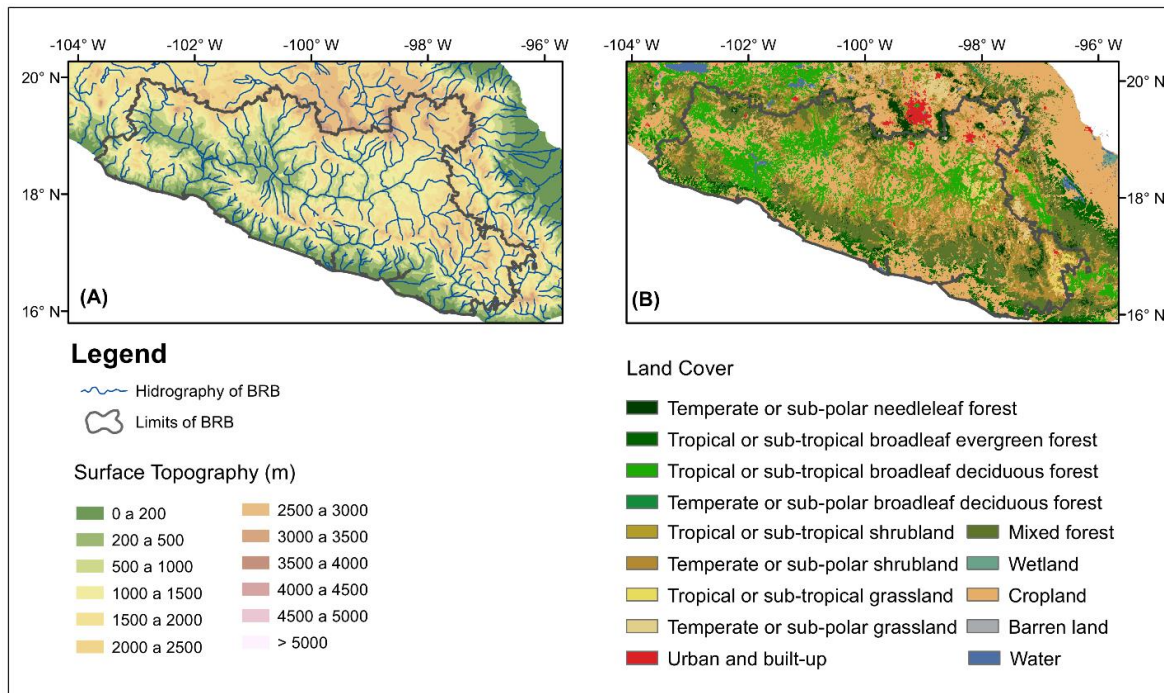 -104° W -102° W -100° W -98° W -96° W
20° N
18° N
16° N
(A)
-104° W -102° W -100° W -98° W -96° W
20° N
18° N
16° N
(B)
Legend
Hidrography of BRB
Limits of BRB
Surface Topography (m)
0 a 200
200 a 500
500 a 1000
1000 a 1500
1500 a 2000
2000 a 2500
2500 a 3000
3000 a 3500
3500 a 4000
4000 a 4500
4500 a 5000
> 5000
Land Cover
Temperate or sub-polar needleleaf forest
Tropical or sub-tropical broadleaf evergreen forest
Tropical or sub-tropical broadleaf deciduous forest
Temperate or sub-polar broadleaf deciduous forest
Tropical or sub-tropical shrubland
Temperate or sub-polar shrubland
Tropical or sub-tropical grassland
Temperate or sub-polar grassland
Urban and built-up
Mixed forest
Wetland
Cropland
Barren land
Water